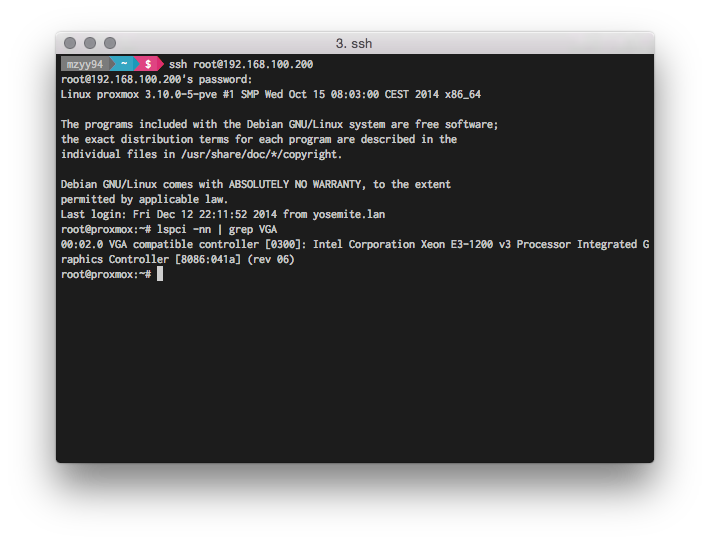 3. ssh
mzyy94 ~ $ ssh root@192.168.100.200
root@192.168.100.200's password:
Linux proxmox 3.10.0-5-pve #1 SMP Wed Oct 15 08:03:00 CEST 2014 x86_64
The programs included with the Debian GNU/Linux system are free software;
the exact distribution terms for each program are described in the
individual files in /usr/share/doc/*/copyright.
Debian GNU/Linux comes with ABSOLUTELY NO WARRANTY, to the extent
permitted by applicable law.
Last login: Fri Dec 12 22:11:52 2014 from yosemite.lan
root@proxmox:~# lspci -nn | grep VGA
00:02.0 VGA compatible controller [0300]: Intel Corporation Xeon E3-1200 v3 Processor Integrated G
raphics Controller [8086:041a] (rev 06)
root@proxmox:~#